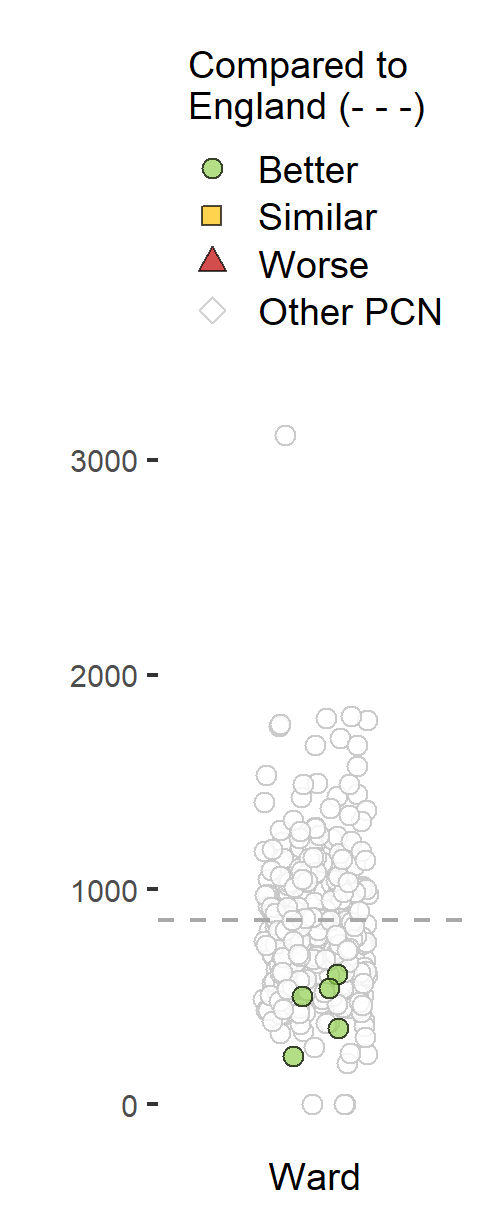 Compared to
England (- - -)
Better
Similar
Worse
Other PCN
3000
2000
1000
0
Ward